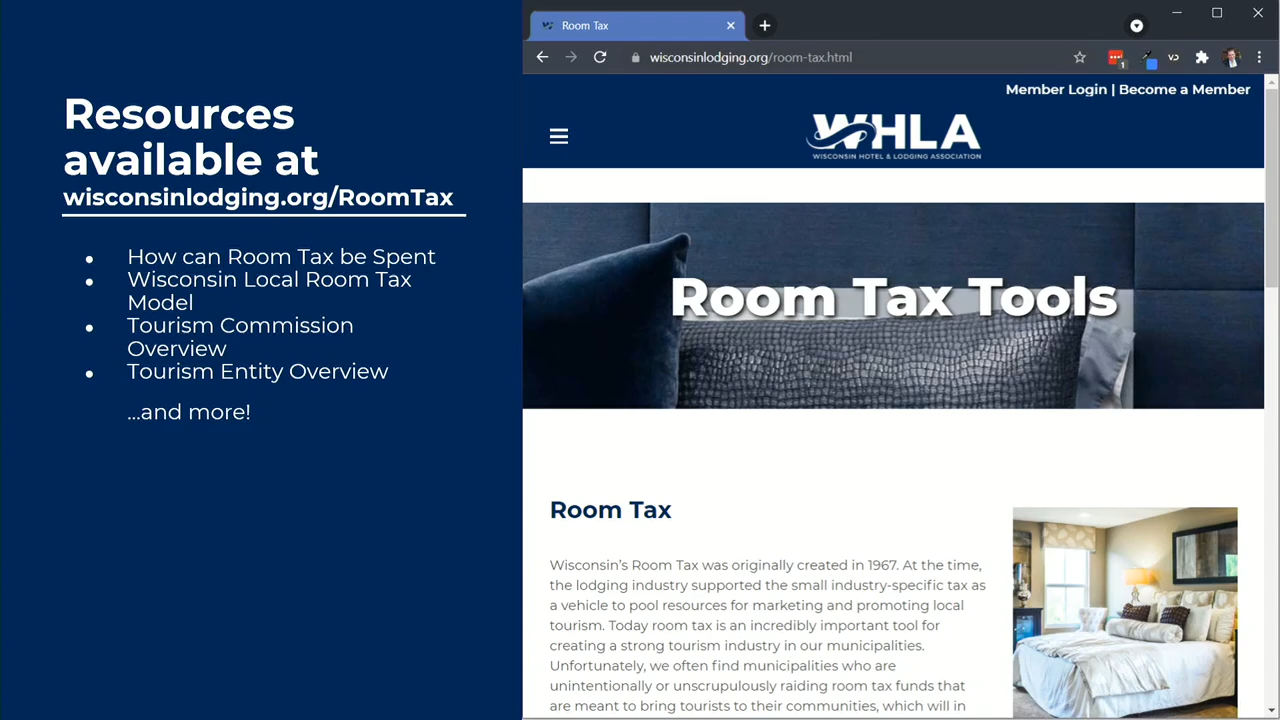 Resources
available at
wisconsinlodging.org/RoomTax
● How can Room Tax be Spent
● Wisconsin Local Room Tax
Model
● Tourism Commission
Overview
● Tourism Entity Overview
...and more!
Room Tax
wisconsinlodging.org/room-tax.html
1
Member Login | Become a Member
WHLA
WISCONSIN HOTEL & LODGING ASSOCIATION
Room Tax Tools
Room Tax
Wisconsin's Room Tax was originally created in 1967. At the time,
the lodging industry supported the small industry-specific tax as
a vehicle to pool resources for marketing and promoting local
tourism. Today room tax is an incredibly important tool for
creating a strong tourism industry in our municipalities.
Unfortunately, we often find municipalities who are
unintentionally or unscrupulously raiding room tax funds that
are meant to bring tourists to their communities, which will in